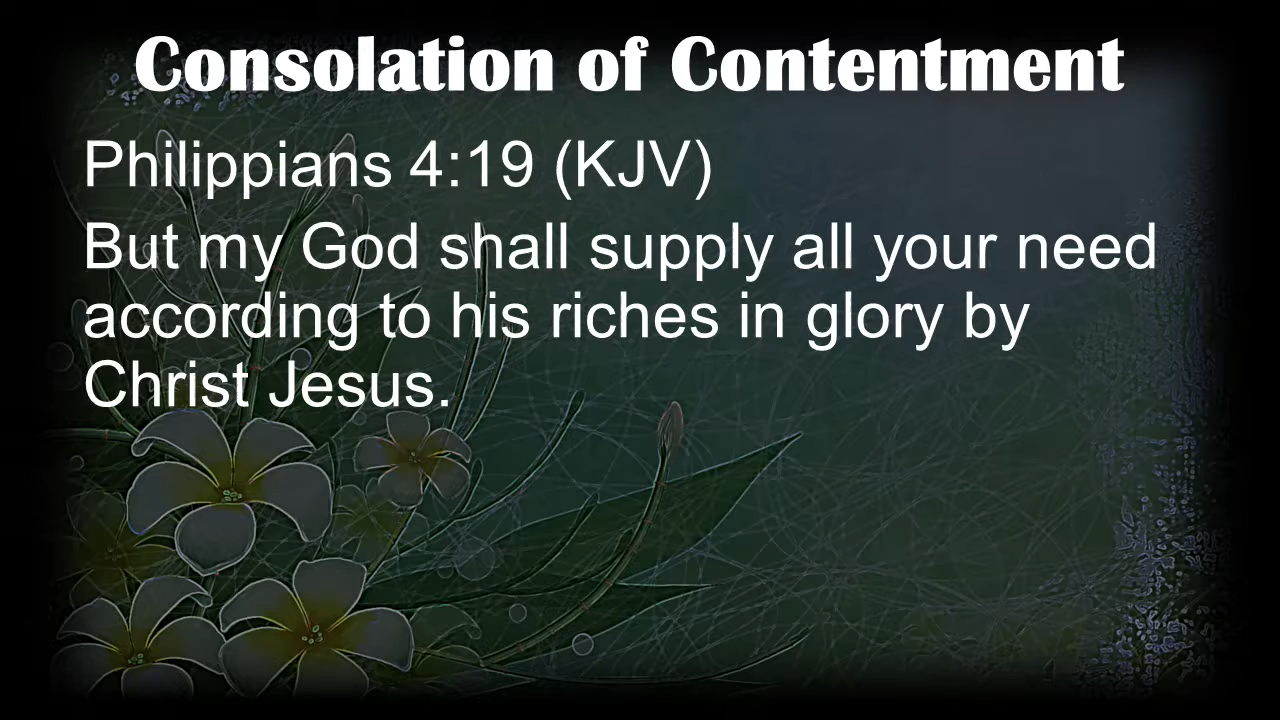 Consolation of Contentment
Philippians 4:19 (KJV)
But my God shall supply all your need
according to his riches in glory by
Christ Jesus.